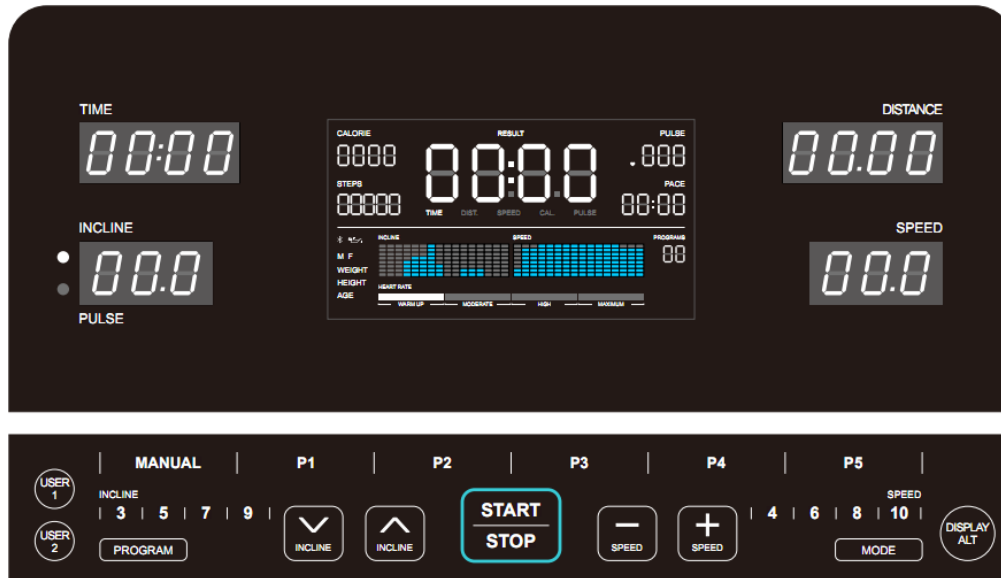 TIME
DISTANCE
00:00
00.00
CALORIE
RESULT
PULSE
0000
00:00
.000
STEPS
PACE
00000
00:00
TIME DIST. SPEED CAL. PULSE
INCLINE
SPEED
00.0
00.0
PULSE
INCLINE
SPEED
PROGRAMS
00
M F
WEIGHT
HEIGHT
AGE
HEART RATE
WARM UP MODERATE HIGH MAXIMUM
MANUAL P1 P2 P3 P4 P5
USER 1
USER 2
INCLINE
SPEED
3 5 7 9
4 6 8 10
INCLINE
INCLINE
START
STOP
SPEED
SPEED
PROGRAM
MODE
DISPLAY
ALT